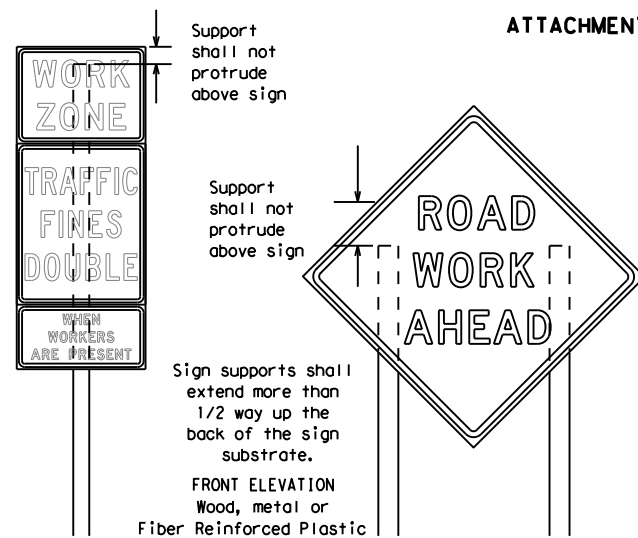 ATTACHMENT
Support
shall not
protrude
above sign
WORK
ZONE
TRAFFIC
FINES
DOUBLE
WHEN
WORKERS
ARE PRESENT
Support
shall not
protrude
above sign
ROAD
WORK
AHEAD
Sign supports shall
extend more than
1/2 way up the
back of the sign
substrate.
FRONT ELEVATION
Wood, metal or
Fiber Reinforced Plastic